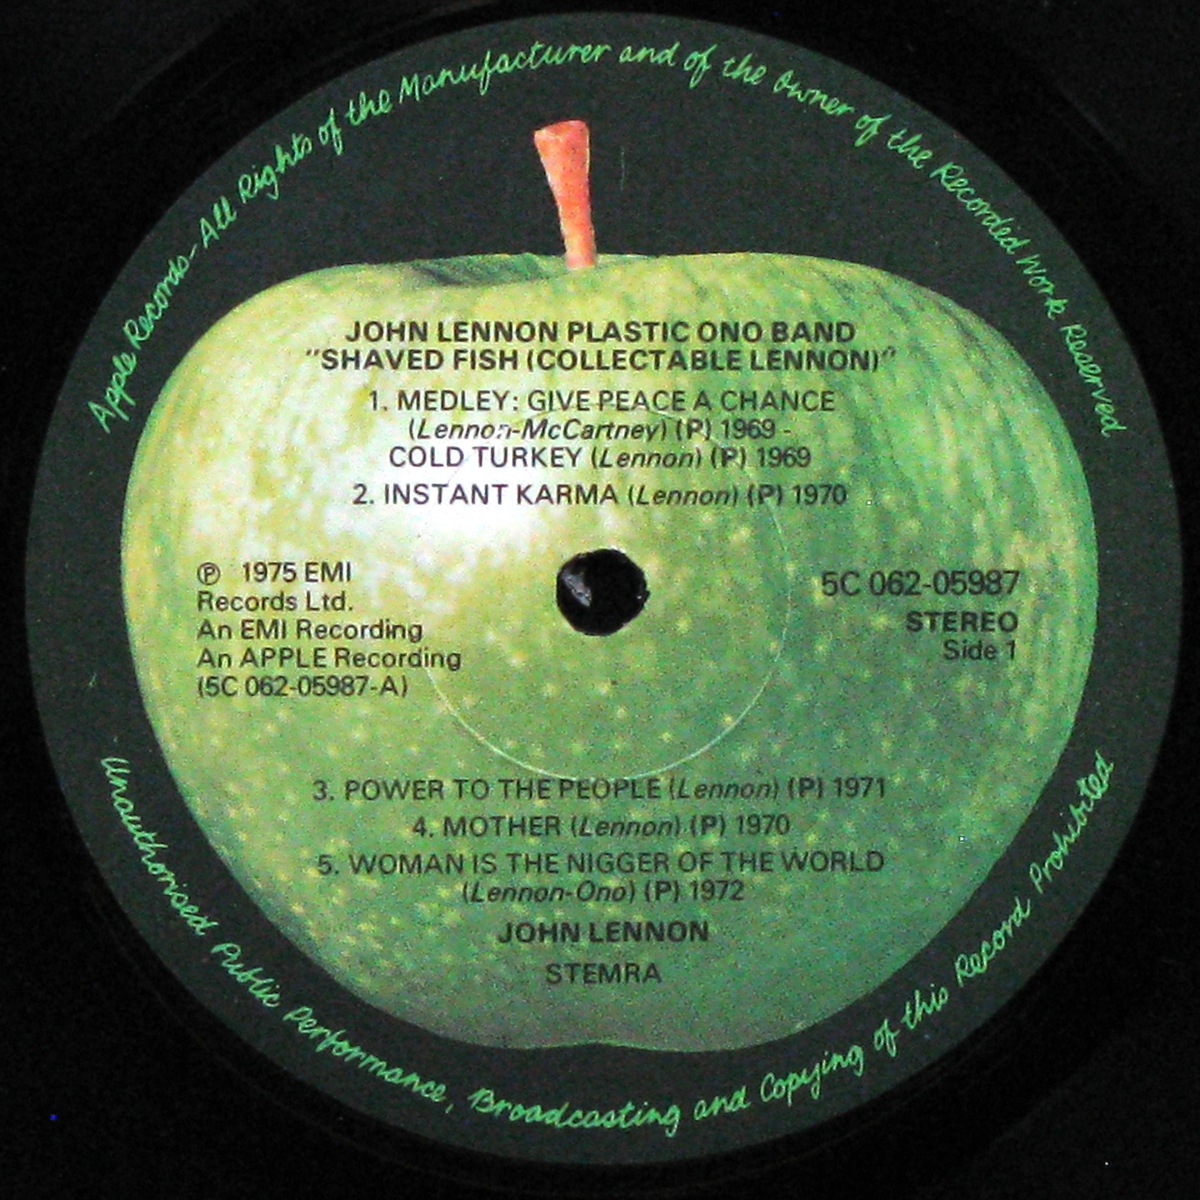 Apple Records - All Rights of the Manufacturer and of the Owner of the Recorded Work Reserved
JOHN LENNON PLASTIC ONO BAND
"SHAVED FISH (COLLECTABLE LENNON)"
1. MEDLEY: GIVE PEACE A CHANCE
(Lennon-McCartney) (P) 1969 -
COLD TURKEY (Lennon) (P) 1969
2. INSTANT KARMA (Lennon) (P) 1970
℗ 1975 EMI
Records Ltd.
An EMI Recording
An APPLE Recording
(5C 062-05987-A)
5C 062-05987
STEREO
Side 1
3. POWER TO THE PEOPLE (Lennon) (P) 1971
4. MOTHER (Lennon) (P) 1970
5. WOMAN IS THE NIGGER OF THE WORLD
(Lennon-Ono) (P) 1972
JOHN LENNON
STEMRA
Unauthorised Public Performance, Broadcasting and Copying of this Record Prohibited